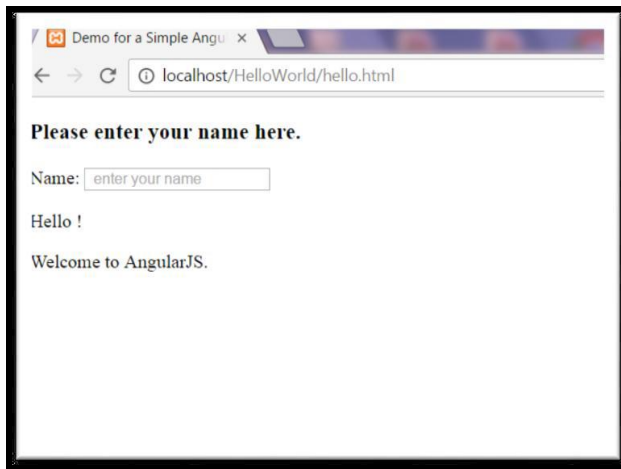 Demo for a Simple Angu
localhost/HelloWorld/hello.html
Please enter your name here.
Name: enter your name
Hello !
Welcome to AngularJS.